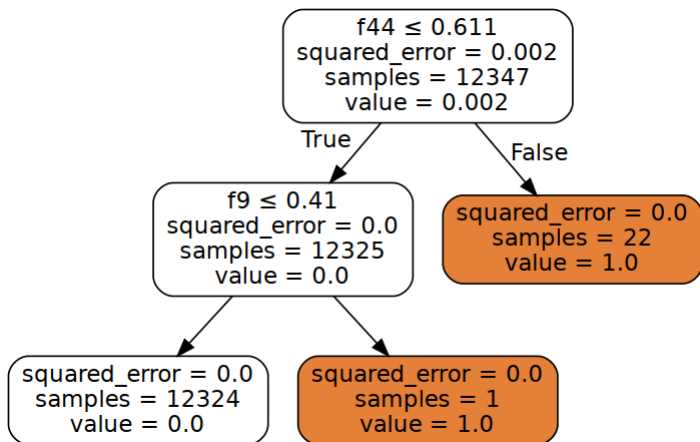 f44 ≤ 0.611
squared_error = 0.002
samples = 12347
value = 0.002
True
False
f9 ≤ 0.41
squared_error = 0.0
samples = 12325
value = 0.0
squared_error = 0.0
samples = 22
value = 1.0
squared_error = 0.0
samples = 12324
value = 0.0
squared_error = 0.0
samples = 1
value = 1.0